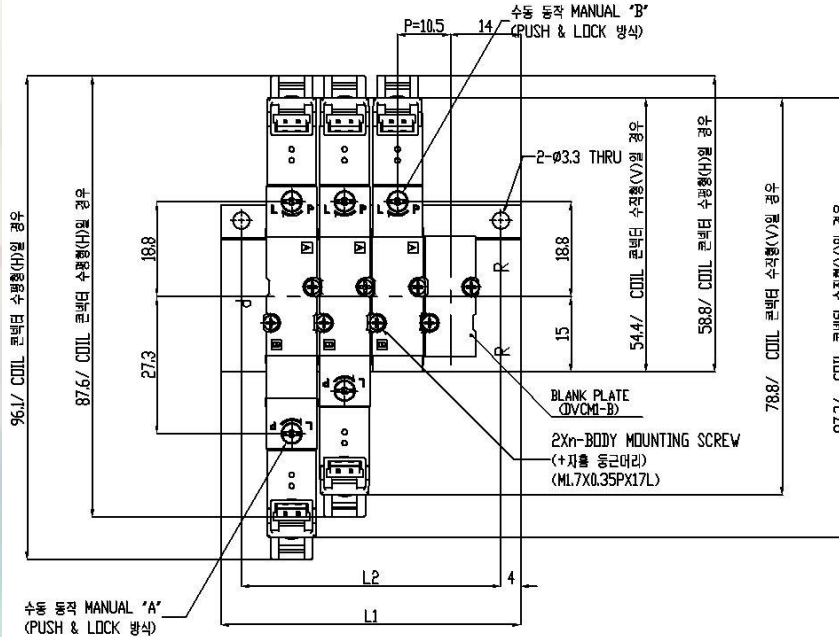 수동 동작 MANUAL "B"
(PUSH & LOCK 방식)
P=10.5
14
2-Ø3.3 THRU
96.1/ COIL 콘넥터 수평형(H)일 경우
87.6/ COIL 콘넥터 수평형(H)일 경우
18.8
27.3
18.8
15
54.4/ COIL 콘넥터 수직형(V)일 경우
58.8/ COIL 콘넥터 수평형(H)일 경우
78.8/ COIL 콘넥터 수직형(V)일 경우
L P
L P
L P
A
A
A
d
R
R
B
B
B
L P
L P
BLANK PLATE
(DVCM1-B)
2Xn-BODY MOUNTING SCREW
(+자홈 둥근머리)
(M1.7X0.35PX17L)
L2
4
L1
수동 동작 MANUAL "A"
(PUSH & LOCK 방식)